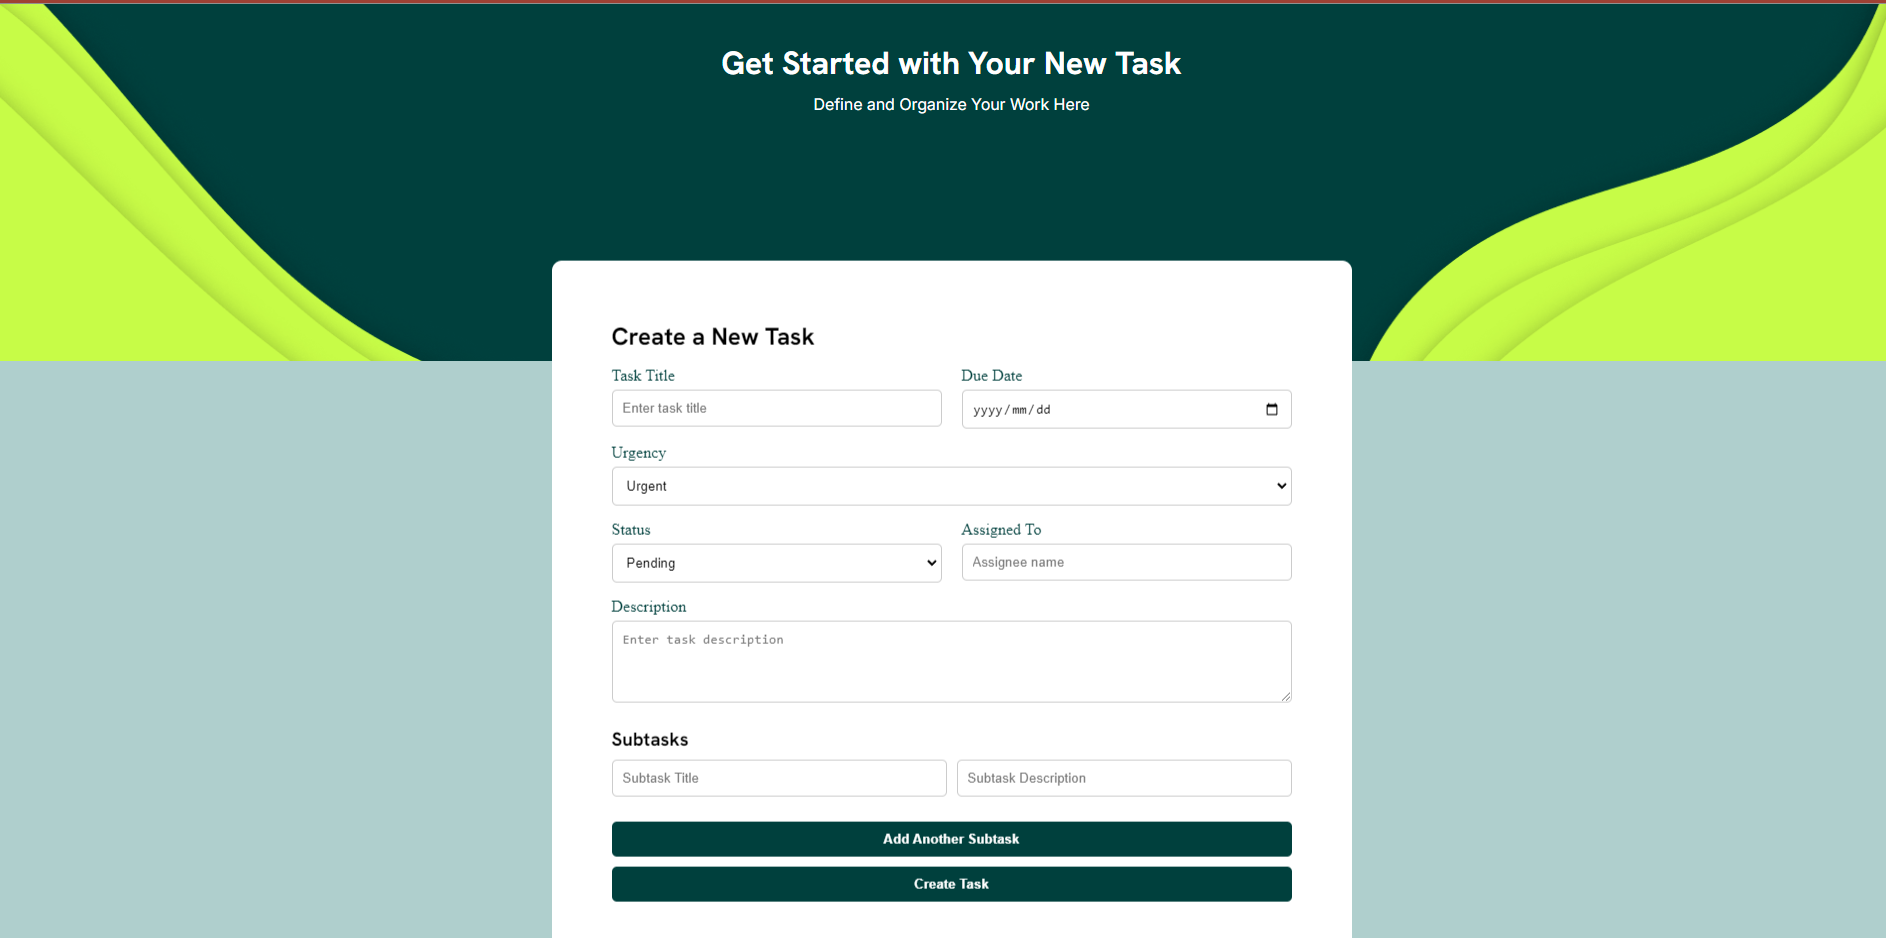 Get Started with Your New Task
Define and Organize Your Work Here
Create a New Task
Task Title
Due Date
Enter task title
yyyy/mm/dd
Urgency
Urgent
Status
Assigned To
Pending
Assignee name
Description
Enter task description
Subtasks
Subtask Title
Subtask Description
Add Another Subtask
Create Task